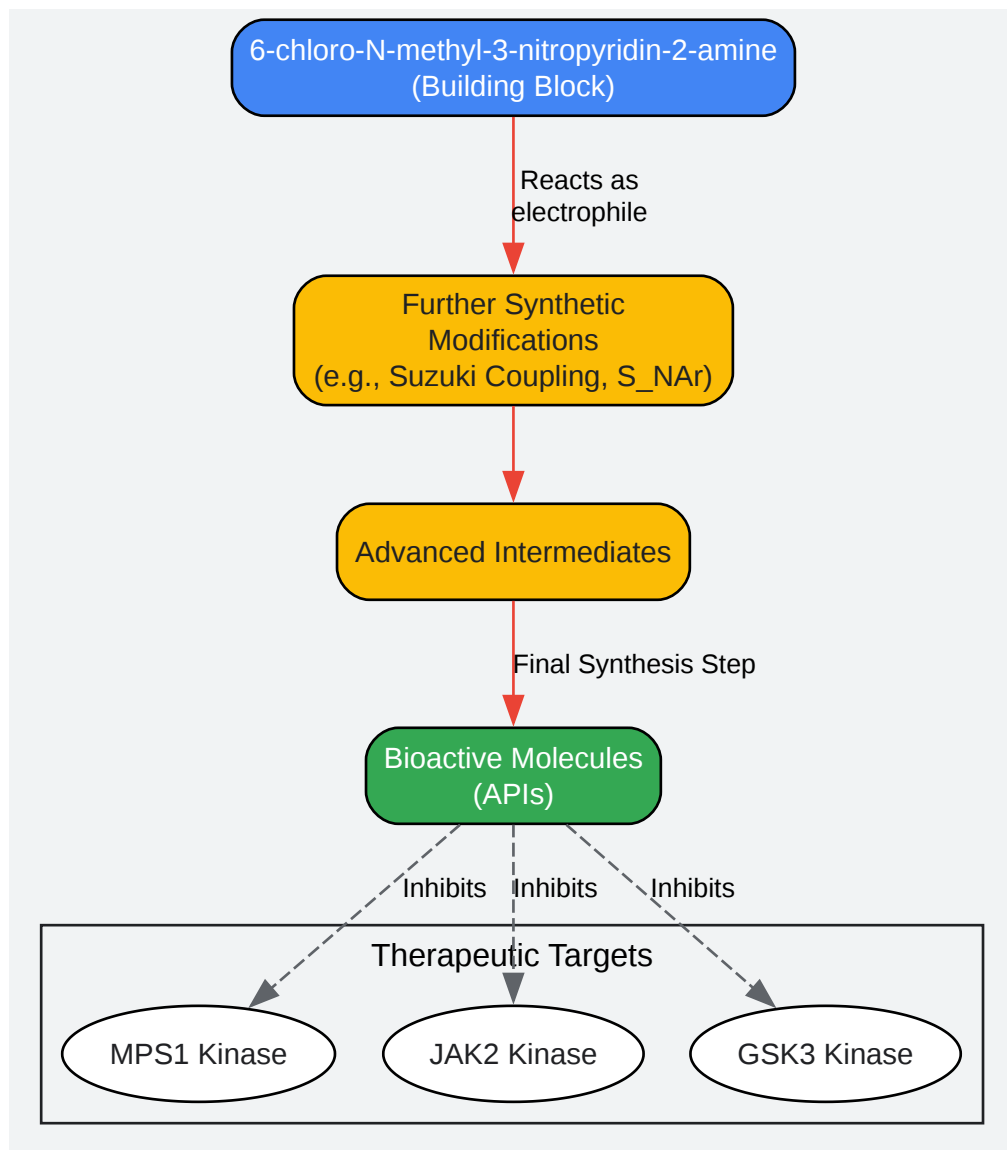 6-chloro-N-methyl-3-nitropyridin-2-amine
(Building Block)
Reacts as
electrophile
Further Synthetic
Modifications
(e.g., Suzuki Coupling, S_NAr)
Advanced Intermediates
Final Synthesis Step
Bioactive Molecules
(APIs)
Inhibits
Inhibits
Inhibits
Therapeutic Targets
MPS1 Kinase
JAK2 Kinase
GSK3 Kinase